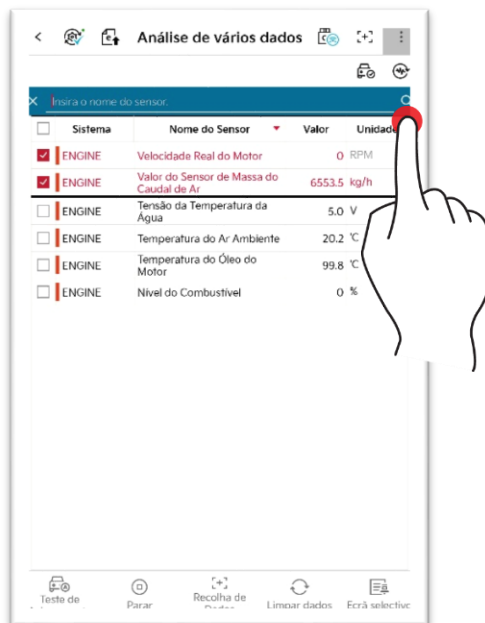 Análise de vários dados
Insira o nome do sensor.
Sistema Nome do Sensor Valor Unidade
ENGINE Velocidade Real do Motor 0 RPM
ENGINE Valor do Sensor de Massa do Caudal de Ar 6553.5 kg/h
ENGINE Tensão da Temperatura da Água 5.0 V
ENGINE Temperatura do Ar Ambiente 20.2 ℃
ENGINE Temperatura do Óleo do Motor 99.8 ℃
ENGINE Nível do Combustível 0 %
Teste de Parar Recolha de Limpar dados Ecrã selectivo